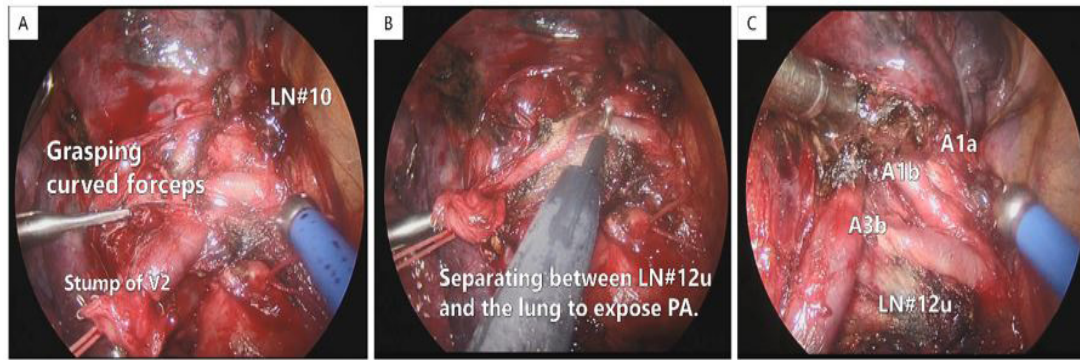 A
LN#10
Grasping
curved forceps
Stump of V2
B
Separating between LN#12u
and the lung to expose PA.
C
A1a
A1b
A3b
LN#12u